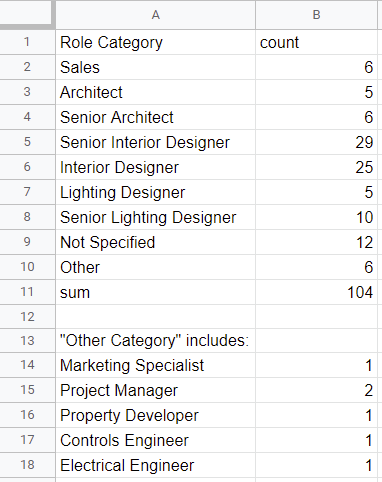 A B
1 Role Category count
2 Sales 6
3 Architect 5
4 Senior Architect 6
5 Senior Interior Designer 29
6 Interior Designer 25
7 Lighting Designer 5
8 Senior Lighting Designer 10
9 Not Specified 12
10 Other 6
11 sum 104
12
13 "Other Category" includes:
14 Marketing Specialist 1
15 Project Manager 2
16 Property Developer 1
17 Controls Engineer 1
18 Electrical Engineer 1